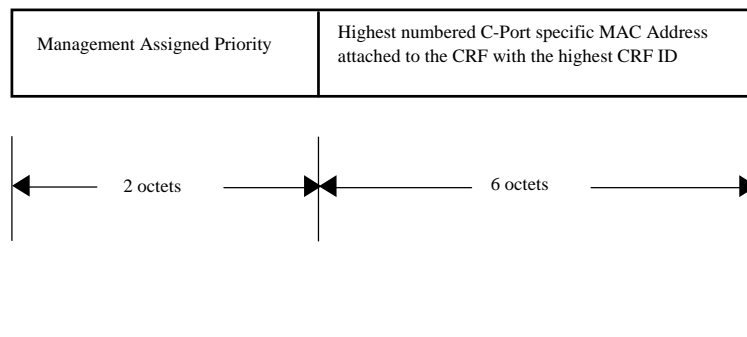 Management Assigned Priority
Highest numbered C-Port specific MAC Address
attached to the CRF with the highest CRF ID
2 octets
6 octets